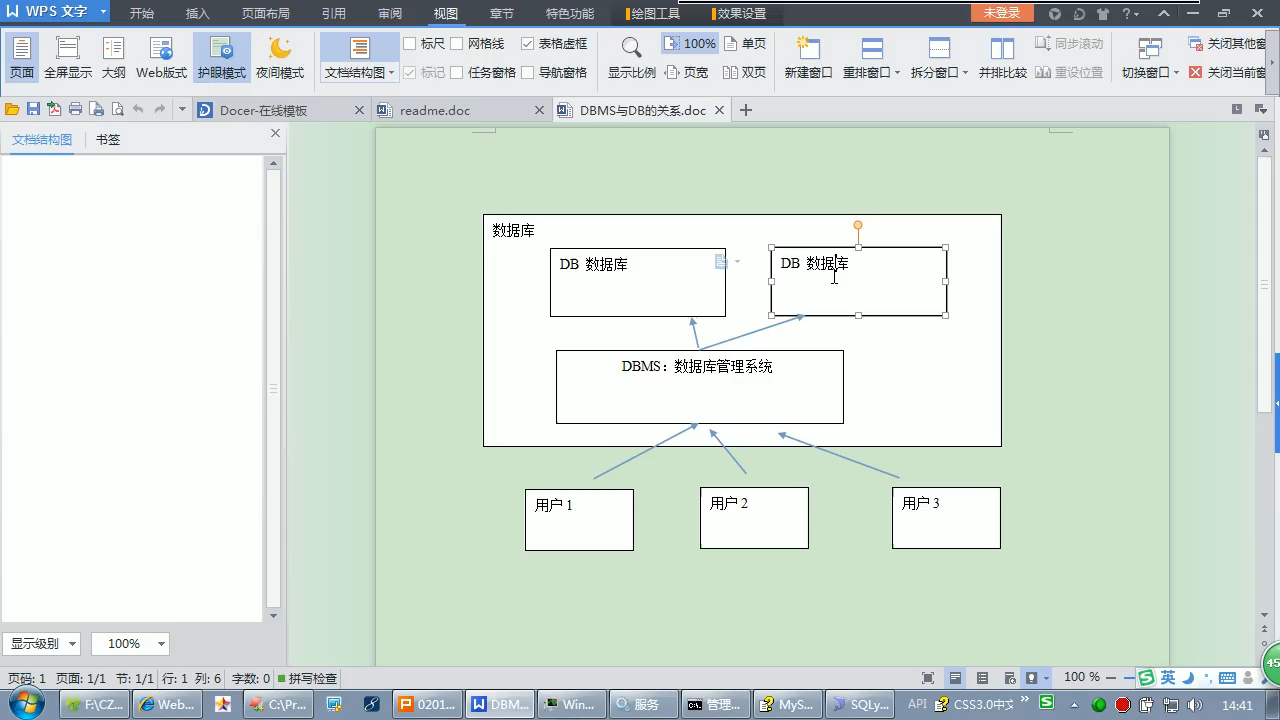 WPS 文字
开始 插入 页面布局 引用 审阅 视图 章节 特色功能 绘图工具 效果设置 未登录
标尺 网格线 表格虚框 100% 单页 同步滚动 关闭其他窗
页面 全屏显示 大纲 Web版式 护眼模式 夜间模式 文档结构图 标记 任务窗格 导航窗格 显示比例 页宽 双页 新建窗口 重排窗口 拆分窗口 并排比较 重设位置 切换窗口 关闭当前窗
Docer-在线模板 readme.doc DBMS与DB的关系.doc
文档结构图 书签
数据库
DB 数据库 DB 数据库
DBMS：数据库管理系统
用户 1 用户 2 用户 3
显示级别 100%
45
页码: 1 页面: 1/1 节: 1/1 行: 1 列: 6 字数: 0 拼写检查 100 % 英
F:\CZ... Web... C:\Pr... 0201... DBM... Win... 服务 管理... MyS... SQLy... API CSS3.0中文 14:41